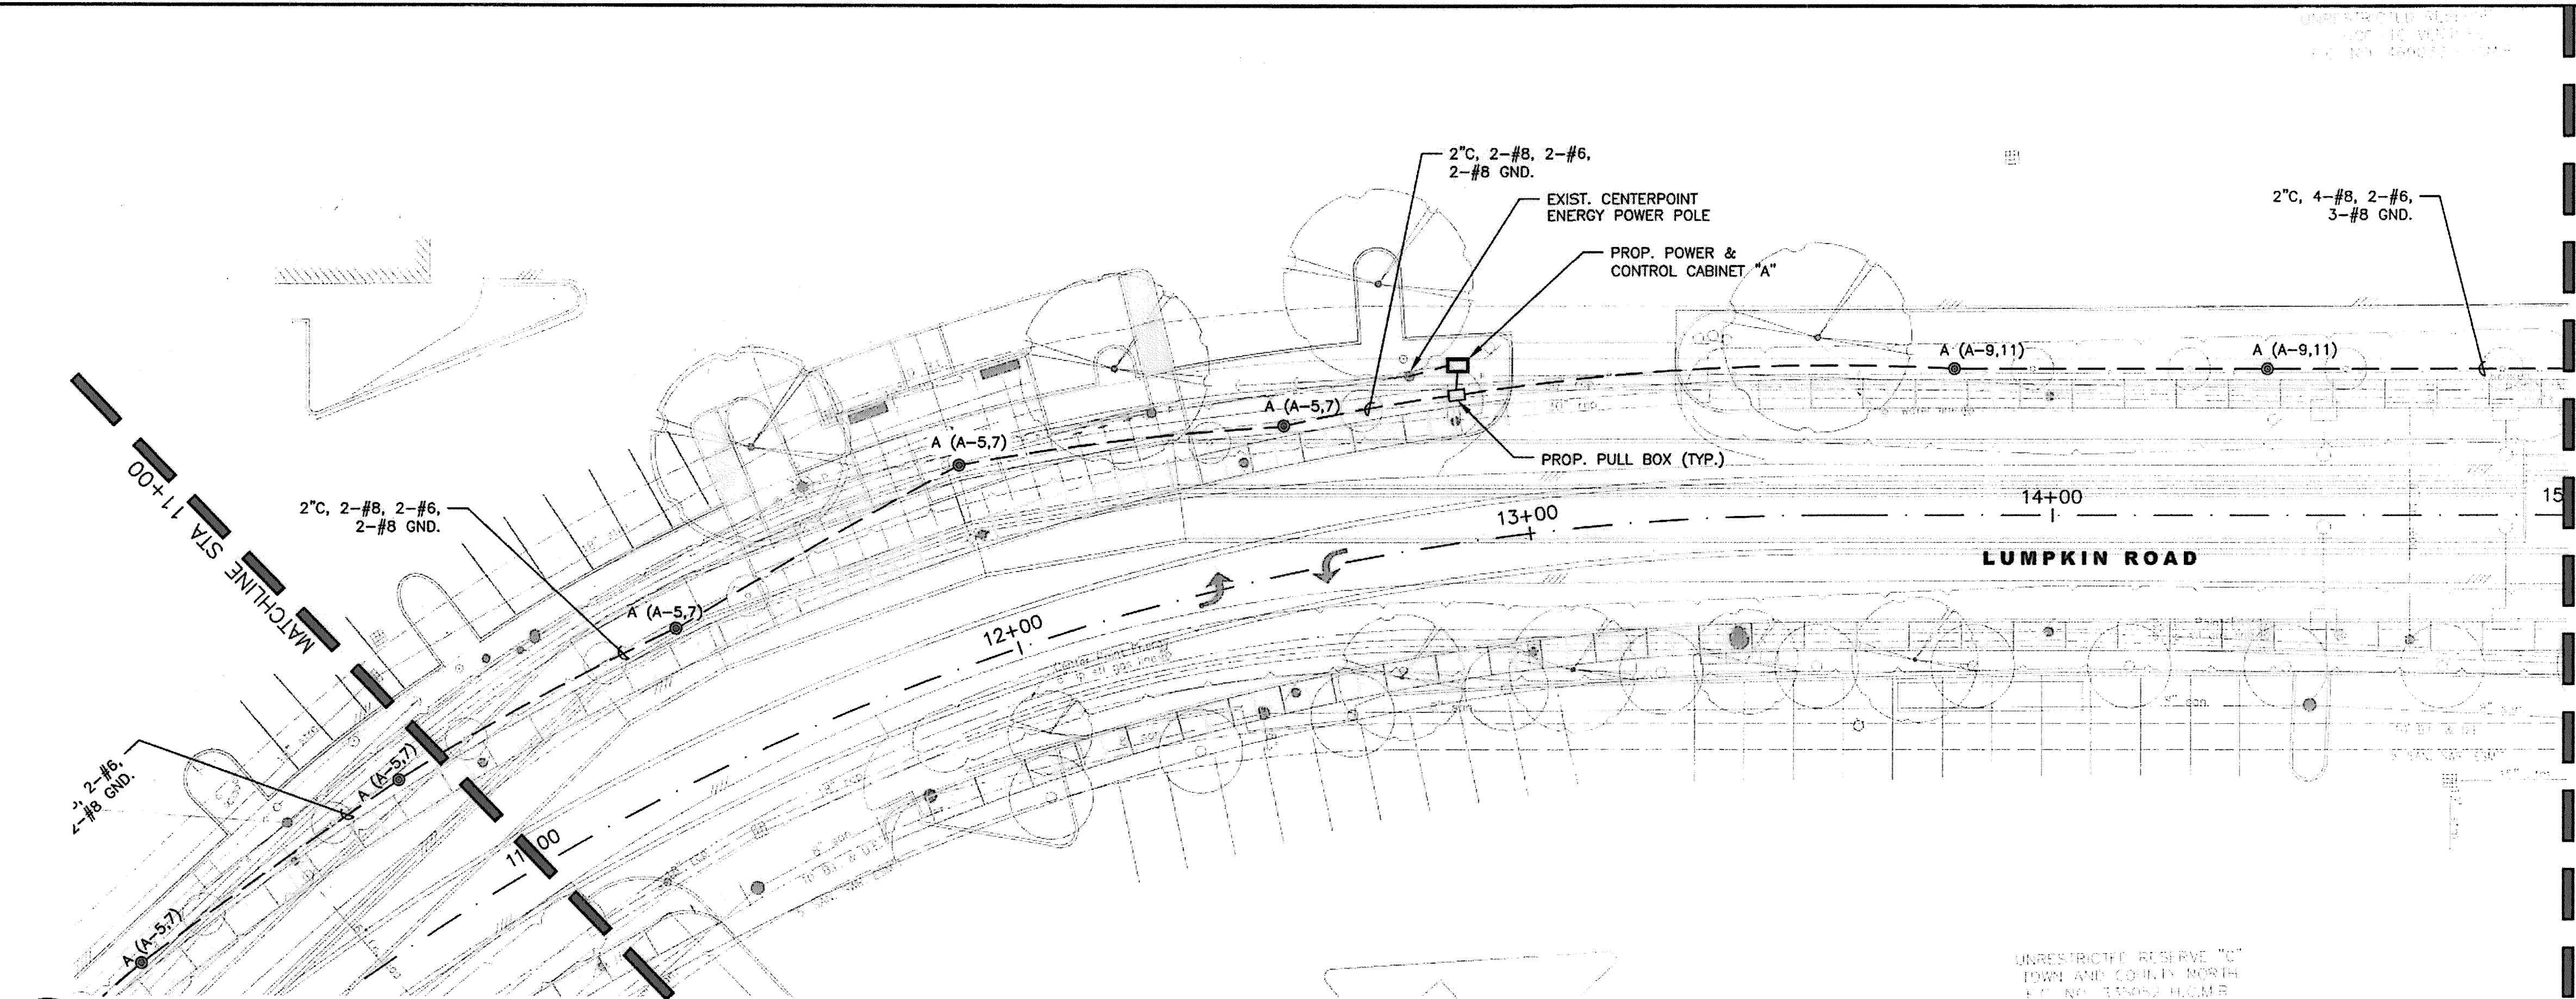 2"C, 2-#8, 2-#6,
2-#8 GND.
EXIST. CENTERPOINT
ENERGY POWER POLE
PROP. POWER &
CONTROL CABINET "A"
2"C, 4-#8, 2-#6,
3-#8 GND.
A (A-9,11)
A (A-9,11)
A (A-5,7)
A (A-5,7)
PROP. PULL BOX (TYP.)
MATCHLINE STA 11+00
2"C, 2-#8, 2-#6,
2-#8 GND.
14+00
15
13+00
LUMPKIN ROAD
A (A-5,7)
12+00
2-#6,
2-#8 GND.
A (A-5,7)
11+00
A (A-5,7)
UNRESTRICTED RESERVE "C"
TOWN AND COUNTY NORTH